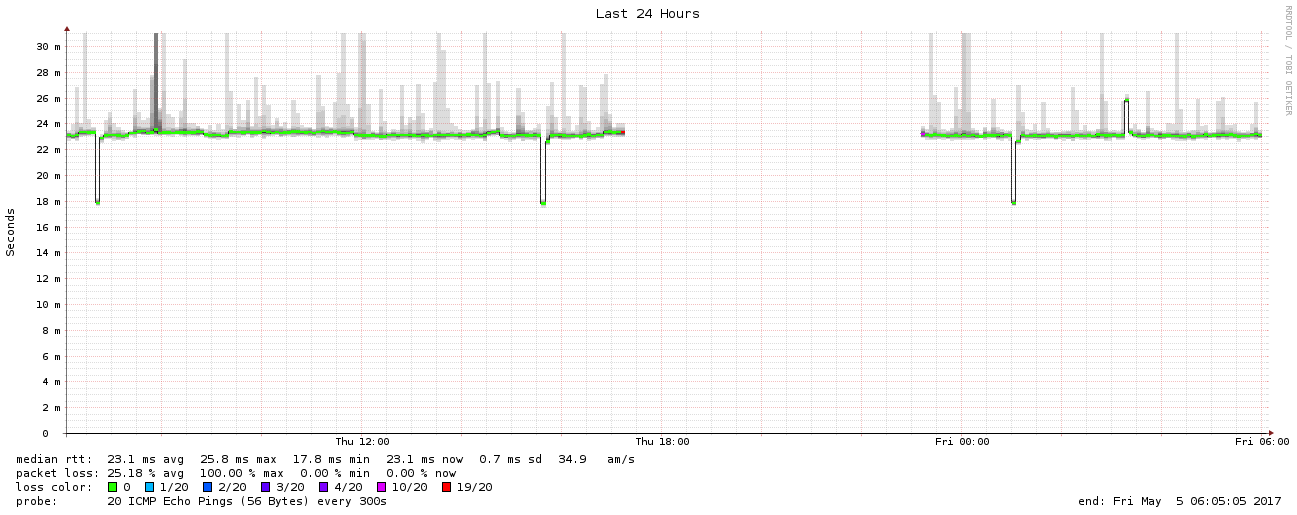 Last 24 Hours
RRDTOOL / TOBI OETIKER
Seconds
30 m
28 m
26 m
24 m
22 m
20 m
18 m
16 m
14 m
12 m
10 m
8 m
6 m
4 m
2 m
0
Thu 12:00 Thu 18:00 Fri 00:00 Fri 06:00
median rtt: 23.1 ms avg 25.8 ms max 17.8 ms min 23.1 ms now 0.7 ms sd 34.9 am/s
packet loss: 25.18 % avg 100.00 % max 0.00 % min 0.00 % now
loss color: 0 1/20 2/20 3/20 4/20 10/20 19/20
probe: 20 ICMP Echo Pings (56 Bytes) every 300s end: Fri May 5 06:05:05 2017